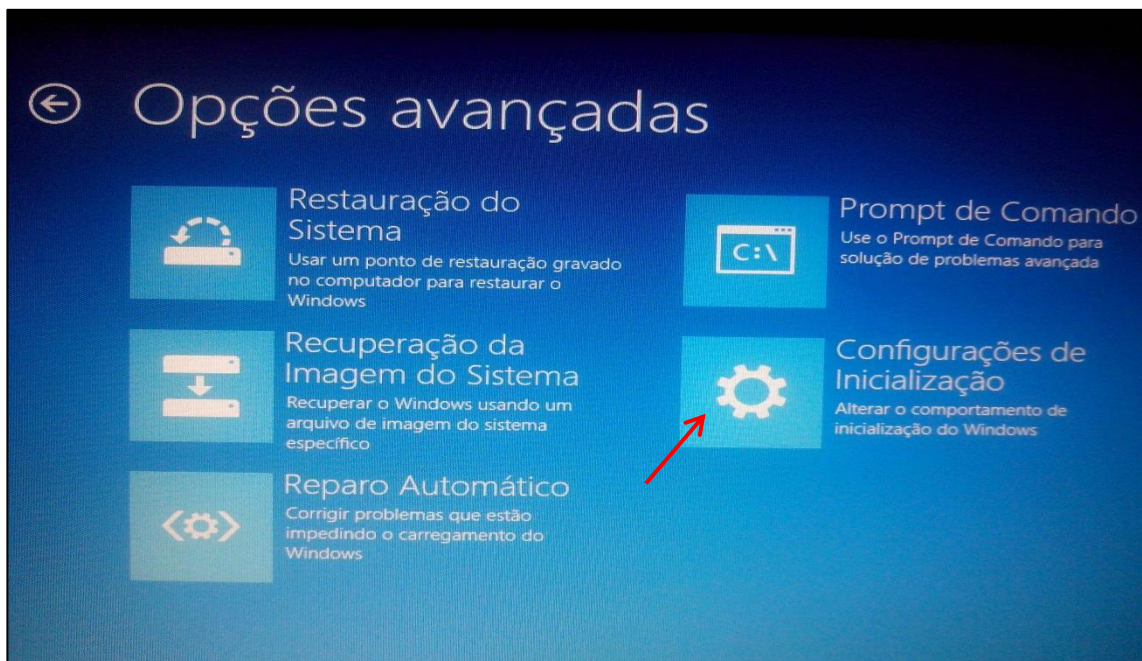 Opções avançadas
Restauração do
Sistema
Usar um ponto de restauração gravado
no computador para restaurar o
Windows
Recuperação da
Imagem do Sistema
Recuperar o Windows usando um
arquivo de imagem do sistema
específico
Reparo Automático
Corrigir problemas que estão
impedindo o carregamento do
Windows
C:\
Prompt de Comando
Use o Prompt de Comando para
solução de problemas avançada
Configurações de
Inicialização
Alterar o comportamento de
inicialização do Windows